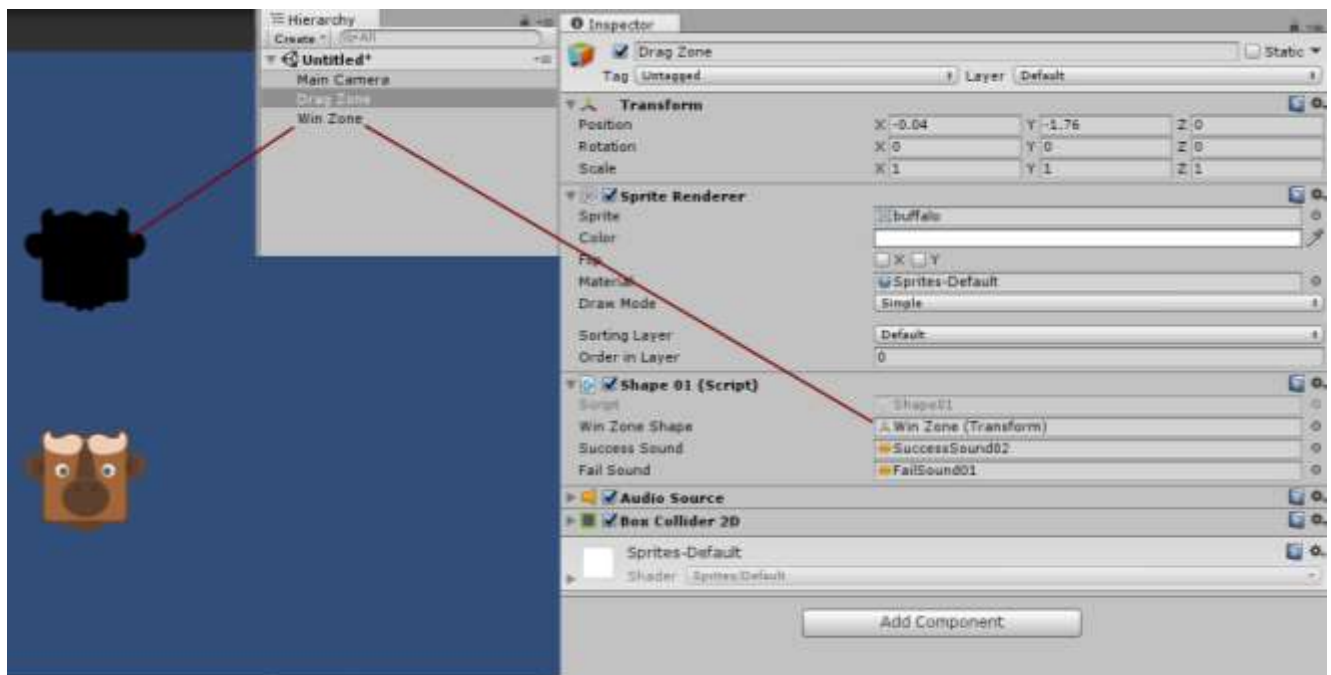 Hierarchy
Create All
Untitled*
Main Camera
Drag Zone
Win Zone
Inspector
Drag Zone Static
Tag Untagged Layer Default
Transform
Position X -0.04 Y -1.76 Z 0
Rotation X 0 Y 0 Z 0
Scale X 1 Y 1 Z 1
Sprite Renderer
Sprite buffalo
Color
Flip X Y
Material Sprites-Default
Draw Mode Simple
Sorting Layer Default
Order in Layer 0
Shape 01 (Script)
Script Shape01
Win Zone Shape Win Zone (Transform)
Success Sound SuccessSound02
Fail Sound FailSound01
Audio Source
Box Collider 2D
Sprites-Default
Shader Sprites/Default
Add Component